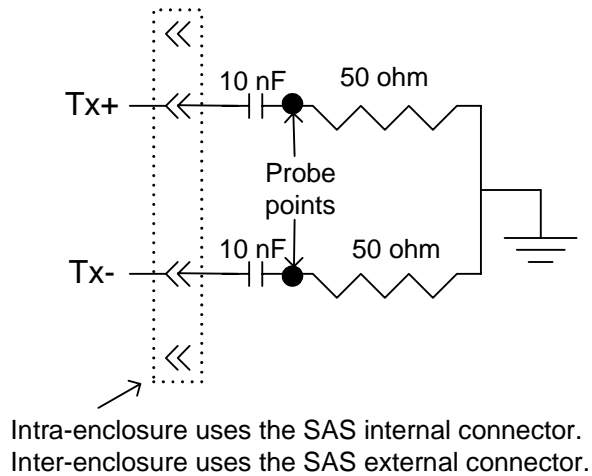 10 nF
50 ohm
Tx+
Probe
points
10 nF
50 ohm
Tx-
Intra-enclosure uses the SAS internal connector.
Inter-enclosure uses the SAS external connector.